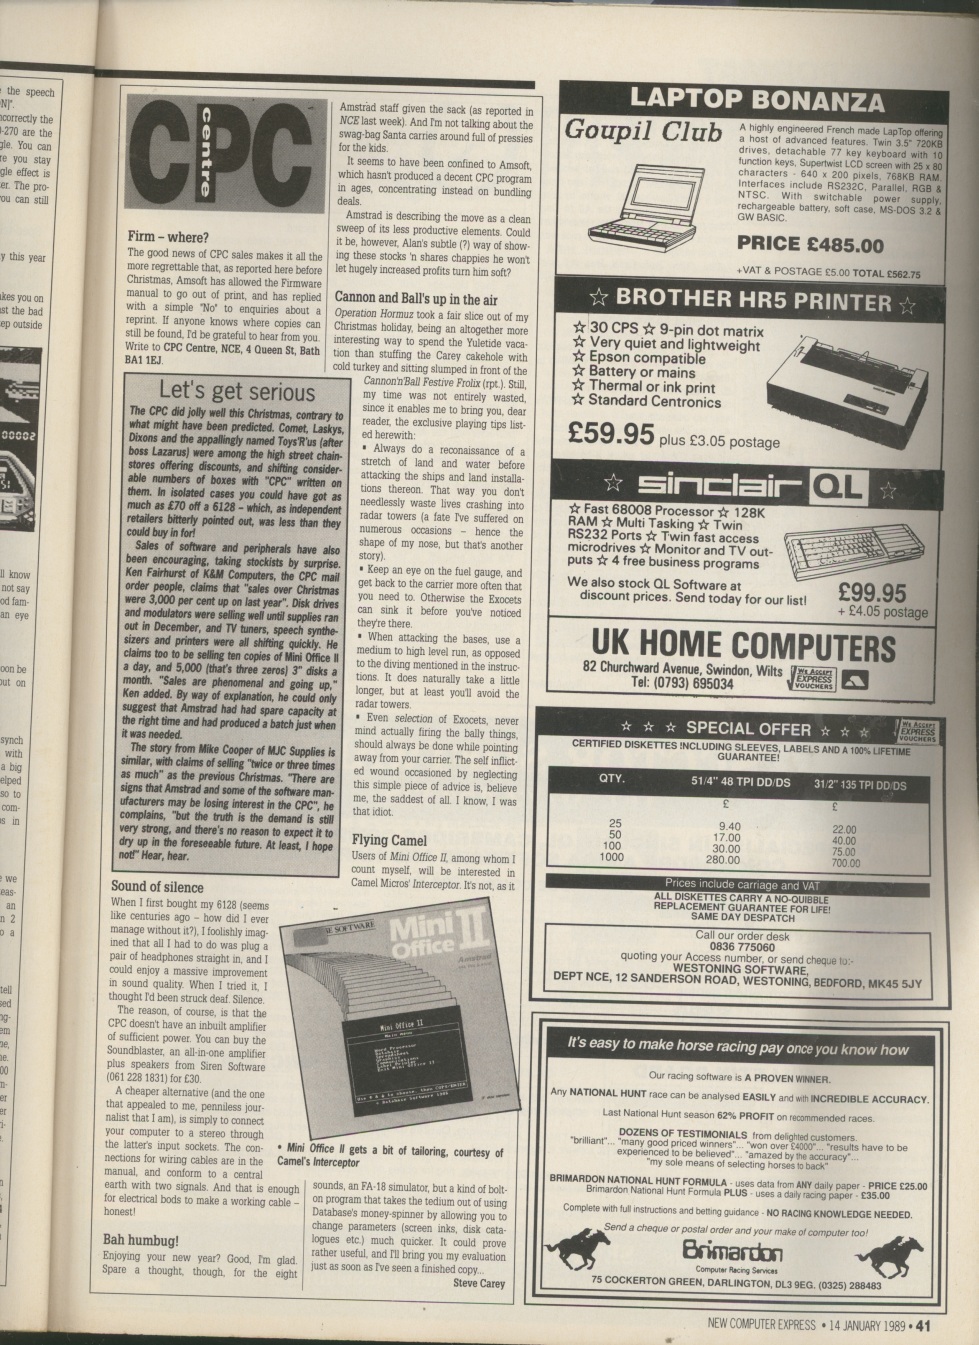 CPC
centre
Firm – where?
The good news of CPC sales makes it all the
more regrettable that, as reported here before
Christmas, Amsoft has allowed the Firmware
manual to go out of print, and has replied
with a simple "No" to enquiries about a
reprint. If anyone knows where copies can
still be found, I'd be grateful to hear from you.
Write to CPC Centre, NCE, 4 Queen St, Bath
BA1 1EJ.
Let's get serious
The CPC did jolly well this Christmas, contrary to
what might have been predicted. Comet, Laskys,
Dixons and the appallingly named Toys'R'us (after
boss Lazarus) were among the high street chain-
stores offering discounts, and shifting consider-
able numbers of boxes with "CPC" written on
them. In isolated cases you could have got as
much as £70 off a 6128 – which, as independent
retailers bitterly pointed out, was less than they
could buy in for!
Sales of software and peripherals have also
been encouraging, taking stockists by surprise.
Ken Fairhurst of K&M Computers, the CPC mail
order people, claims that "sales over Christmas
were 3,000 per cent up on last year". Disk drives
and modulators were selling well until supplies ran
out in December, and TV tuners, speech synthe-
sizers and printers were all shifting quickly. He
claims too to be selling ten copies of Mini Office II
a day, and 5,000 (that's three zeros) 3" disks a
month. "Sales are phenomenal and going up,"
Ken added. By way of explanation, he could only
suggest that Amstrad had had spare capacity at
the right time and had produced a batch just when
it was needed.
The story from Mike Cooper of MJC Supplies is
similar, with claims of selling "twice or three times
as much" as the previous Christmas. "There are
signs that Amstrad and some of the software man-
ufacturers may be losing interest in the CPC", he
complains, "but the truth is the demand is still
very strong, and there's no reason to expect it to
dry up in the foreseeable future. At least, I hope
not!" Hear, hear.
Sound of silence
When I first bought my 6128 (seems
like centuries ago – how did I ever
manage without it?), I foolishly imag-
ined that all I had to do was plug a
pair of headphones straight in, and I
could enjoy a massive improvement
in sound quality. When I tried it, I
thought I'd been struck deaf. Silence.
The reason, of course, is that the
CPC doesn't have an inbuilt amplifier
of sufficient power. You can buy the
Soundblaster, an all-in-one amplifier
plus speakers from Siren Software
(061 228 1831) for £30.
A cheaper alternative (and the one
that appealed to me, penniless jour-
nalist that I am), is simply to connect
your computer to a stereo through
the latter's input sockets. The con-
nections for wiring cables are in the
manual, and conform to a central
earth with two signals. And that is enough
for electrical bods to make a working cable –
honest!
Bah humbug!
Enjoying your new year? Good, I'm glad.
Spare a thought, though, for the eight
Amstrad staff given the sack (as reported in
NCE last week). And I'm not talking about the
swag-bag Santa carries around full of pressies
for the kids.
It seems to have been confined to Amsoft,
which hasn't produced a decent CPC program
in ages, concentrating instead on bundling
deals.
Amstrad is describing the move as a clean
sweep of its less productive elements. Could
it be, however, Alan's subtle (?) way of show-
ing these stocks 'n shares chappies he won't
let hugely increased profits turn him soft?
Cannon and Ball's up in the air
Operation Hormuz took a fair slice out of my
Christmas holiday, being an altogether more
interesting way to spend the Yuletide vaca-
tion than stuffing the Carey cakehole with
cold turkey and sitting slumped in front of the
Cannon'n'Ball Festive Frolix (rpt.). Still,
my time was not entirely wasted,
since it enables me to bring you, dear
reader, the exclusive playing tips list-
ed herewith:
▪ Always do a reconaissance of a
stretch of land and water before
attacking the ships and land installa-
tions thereon. That way you don't
needlessly waste lives crashing into
radar towers (a fate I've suffered on
numerous occasions – hence the
shape of my nose, but that's another
story).
▪ Keep an eye on the fuel gauge, and
get back to the carrier more often that
you need to. Otherwise the Exocets
can sink it before you've noticed
they're there.
▪ When attacking the bases, use a
medium to high level run, as opposed
to the diving mentioned in the instruc-
tions. It does naturally take a little
longer, but at least you'll avoid the
radar towers.
▪ Even selection of Exocets, never
mind actually firing the bally things,
should always be done while pointing
away from your carrier. The self inflict-
ed wound occasioned by neglecting
this simple piece of advice is, believe
me, the saddest of all. I know, I was
that idiot.
Flying Camel
Users of Mini Office II, among whom I
count myself, will be interested in
Camel Micros' Interceptor. It's not, as it
SOFTWARE
Mini
Office II
Amstrad
Mini Office II
Main Menu
• Mini Office II gets a bit of tailoring, courtesy of
Camel's Interceptor
sounds, an FA-18 simulator, but a kind of bolt-
on program that takes the tedium out of using
Database's money-spinner by allowing you to
change parameters (screen inks, disk cata-
logues etc.) much quicker. It could prove
rather useful, and I'll bring you my evaluation
just as soon as I've seen a finished copy...
Steve Carey
LAPTOP BONANZA
Goupil Club
A highly engineered French made LapTop offering
a host of advanced features. Twin 3.5" 720KB
drives, detachable 77 key keyboard with 10
function keys, Supertwist LCD screen with 25 x 80
characters - 640 x 200 pixels, 768KB RAM.
Interfaces include RS232C, Parallel, RGB &
NTSC. With switchable power supply,
rechargeable battery, soft case, MS-DOS 3.2 &
GW BASIC.
PRICE £485.00
+VAT & POSTAGE £5.00 TOTAL £562.75
☆ BROTHER HR5 PRINTER ☆
☆ 30 CPS ☆ 9-pin dot matrix
☆ Very quiet and lightweight
☆ Epson compatible
☆ Battery or mains
☆ Thermal or ink print
☆ Standard Centronics
£59.95 plus £3.05 postage
☆ sinclair QL ☆
☆ Fast 68008 Processor ☆ 128K
RAM ☆ Multi Tasking ☆ Twin
RS232 Ports ☆ Twin fast access
microdrives ☆ Monitor and TV out-
puts ☆ 4 free business programs
We also stock QL Software at
discount prices. Send today for our list!
£99.95
+ £4.05 postage
UK HOME COMPUTERS
82 Churchward Avenue, Swindon, Wilts
Tel: (0793) 695034
WE ACCEPT
EXPRESS
VOUCHERS
☆ ☆ ☆ SPECIAL OFFER ☆ ☆ ☆
WE ACCEPT
EXPRESS
VOUCHERS
CERTIFIED DISKETTES INCLUDING SLEEVES, LABELS AND A 100% LIFETIME
GUARANTEE!
QTY. 51/4" 48 TPI DD/DS 31/2" 135 TPI DD/DS
£ £
25 9.40 22.00
50 17.00 40.00
100 30.00 75.00
1000 280.00 700.00
Prices include carriage and VAT
ALL DISKETTES CARRY A NO-QUIBBLE
REPLACEMENT GUARANTEE FOR LIFE!
SAME DAY DESPATCH
Call our order desk
0836 775060
quoting your Access number, or send cheque to:-
WESTONING SOFTWARE,
DEPT NCE, 12 SANDERSON ROAD, WESTONING, BEDFORD, MK45 5JY
It's easy to make horse racing pay once you know how
Our racing software is A PROVEN WINNER.
Any NATIONAL HUNT race can be analysed EASILY and with INCREDIBLE ACCURACY.
Last National Hunt season 62% PROFIT on recommended races.
DOZENS OF TESTIMONIALS from delighted customers.
"brilliant"... "many good priced winners"... "won over £4000"... "results have to be
experienced to be believed"... "amazed by the accuracy"...
"my sole means of selecting horses to back"
BRIMARDON NATIONAL HUNT FORMULA - uses data from ANY daily paper - PRICE £25.00
Brimardon National Hunt Formula PLUS - uses a daily racing paper - £35.00
Complete with full instructions and betting guidance - NO RACING KNOWLEDGE NEEDED.
Send a cheque or postal order and your make of computer too!
Brimardon
Computer Racing Services
75 COCKERTON GREEN, DARLINGTON, DL3 9EG. (0325) 288483
NEW COMPUTER EXPRESS • 14 JANUARY 1989 • 41